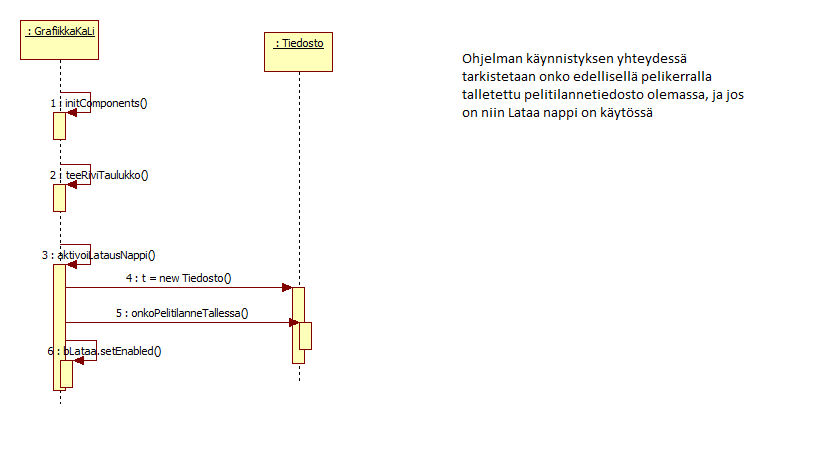 : GrafiikkaKaLi
: Tiedosto
Ohjelman käynnistyksen yhteydessä
tarkistetaan onko edellisellä pelikerralla
talletettu pelitilannetiedosto olemassa, ja jos
on niin Lataa nappi on käytössä
1 : initComponents()
2 : teeRiviTaulukko()
3 : aktivoiLatausNappi()
4 : t = new Tiedosto()
5 : onkoPelitilanneTallessa()
6 : bLataa.setEnabled()